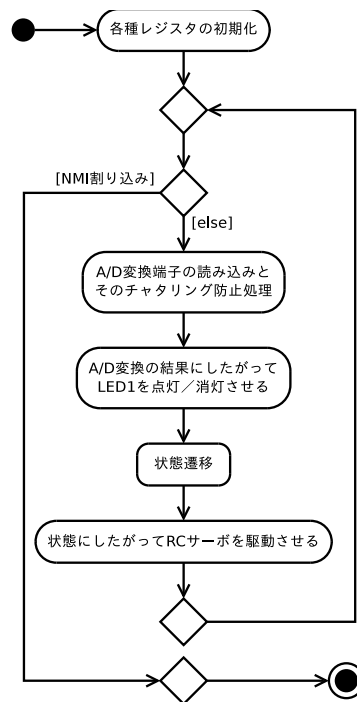 各種レジスタの初期化
[NMI割り込み]
[else]
A/D変換端子の読み込みと
そのチャタリング防止処理
A/D変換の結果にしたがって
LED1を点灯／消灯させる
状態遷移
状態にしたがってRCサーボを駆動させる